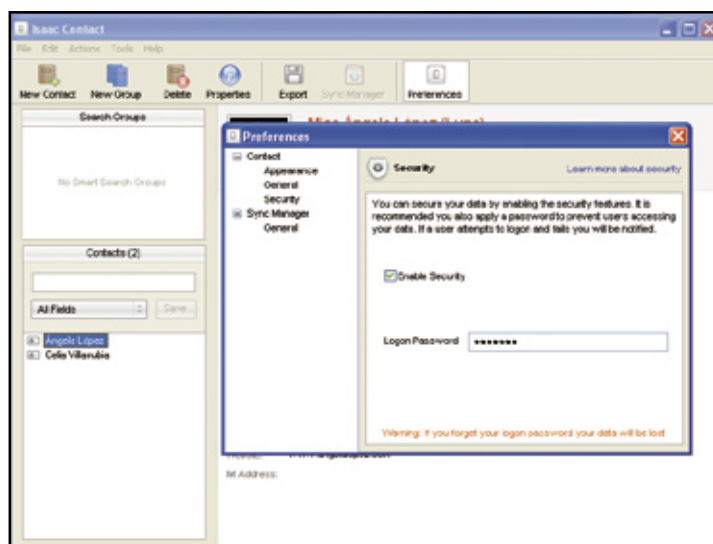 Isaac Contact
File Edit Actions Tools Help
New Contact New Group Delete Properties Export Sync Manager Preferences
Search Groups
No Smart Search Groups
Contacts (2)
All Fields Save
Ángela López
Celia Villarrubia
Miss Ángela López
Preferences
Contact
Appearance
General
Security
Sync Manager
General
Security Learn more about security
You can secure your data by enabling the security features. It is
recommended you also apply a password to prevent users accessing
your data. If a user attempts to logon and fails you will be notified.
Enable Security
Logon Password *******
Warning: If you forget your logon password your data will be lost
IM Address: